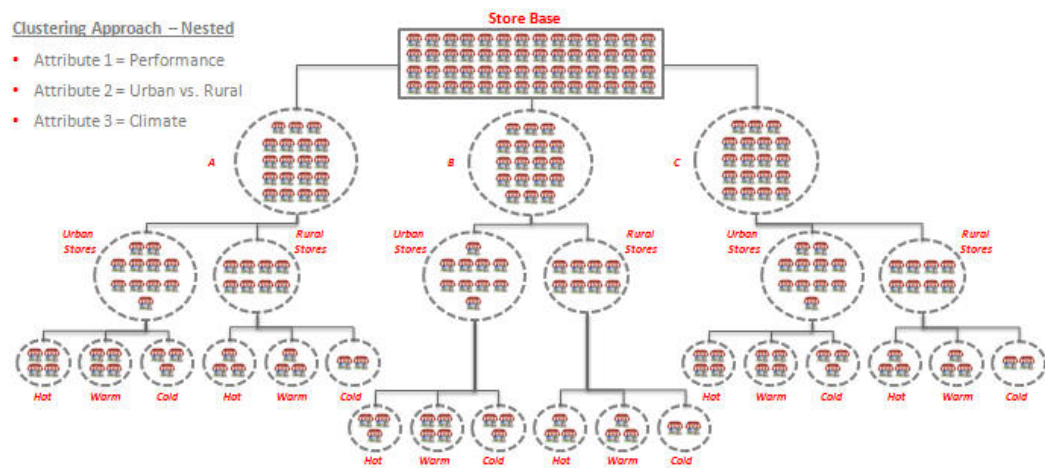 Store Base
Clustering Approach – Nested
• Attribute 1 = Performance
• Attribute 2 = Urban vs. Rural
• Attribute 3 = Climate
A
B
C
Urban
Stores
Rural
Stores
Urban
Stores
Rural
Stores
Urban
Stores
Rural
Stores
Hot
Warm
Cold
Hot
Warm
Cold
Hot
Warm
Cold
Hot
Warm
Cold
Hot
Warm
Cold
Hot
Warm
Cold